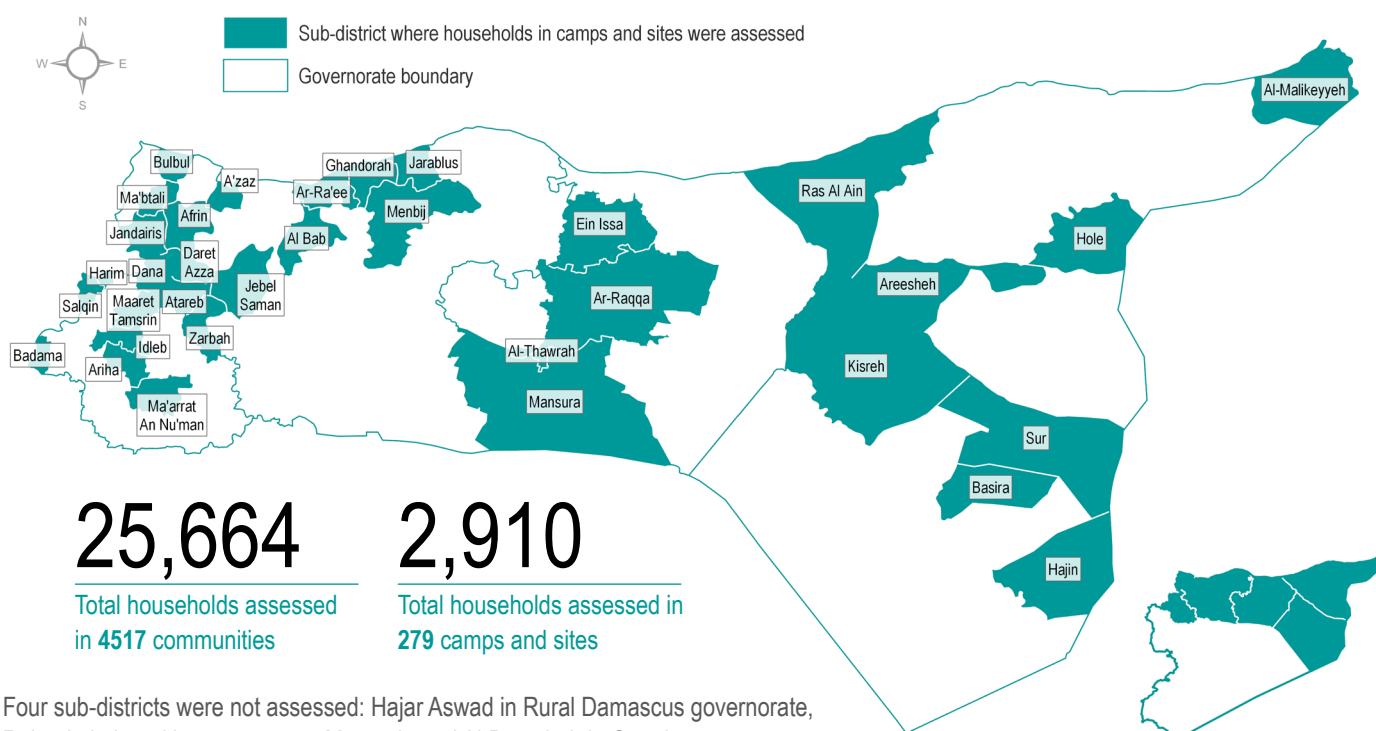 N
W
E
S
Sub-district where households in camps and sites were assessed
Governorate boundary
Al-Malikeyyeh
Bulbul
A'zaz
Ghandorah
Jarablus
Ma'btali
Ar-Ra'ee
Ras Al Ain
Afrin
Menbij
Jandairis
Al Bab
Ein Issa
Hole
Daret
Azza
Harim
Dana
Areesheh
Jebel
Saman
Salqin
Maaret
Tamsrin
Atareb
Ar-Raqqa
Zarbah
Idleb
Badama
Al-Thawrah
Ariha
Kisreh
Ma'arrat
An Nu'man
Mansura
Sur
Basira
Hajin
25,664
Total households assessed
in 4517 communities
2,910
Total households assessed in
279 camps and sites
Four sub-districts were not assessed: Hajar Aswad in Rural Damascus governorate,